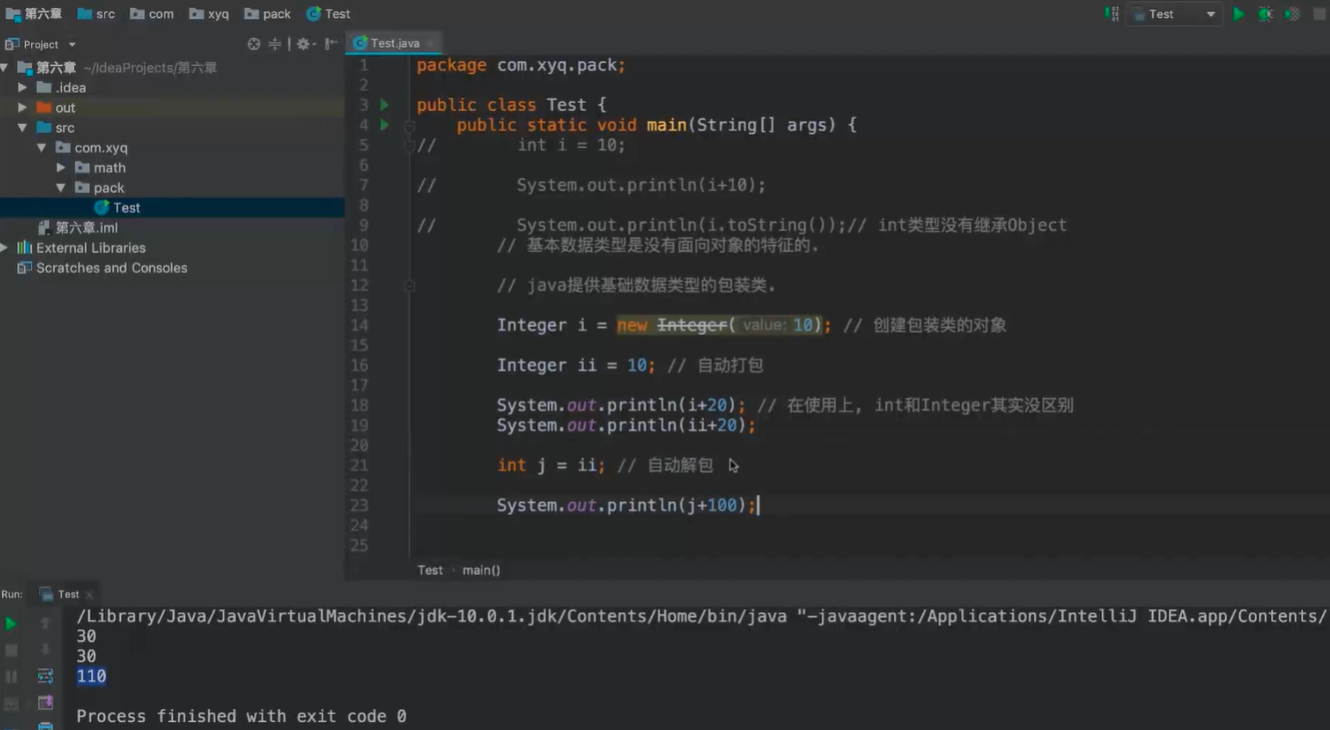 第六章 src com xyq pack Test
Test
Project
Test.java
第六章 ~/IdeaProjects/第六章
.idea
out
src
com.xyq
math
pack
Test
第六章.iml
External Libraries
Scratches and Consoles
1 package com.xyq.pack;
2
3 public class Test {
4 public static void main(String[] args) {
5 // int i = 10;
6
7 // System.out.println(i+10);
8
9 // System.out.println(i.toString());// int类型没有继承Object
10 // 基本数据类型是没有面向对象的特征的.
11
12 // java提供基础数据类型的包装类.
13
14 Integer i = new Integer( value: 10); // 创建包装类的对象
15
16 Integer ii = 10; // 自动打包
17
18 System.out.println(i+20); // 在使用上, int和Integer其实没区别
19 System.out.println(ii+20);
20
21 int j = ii; // 自动解包
22
23 System.out.println(j+100);
24
25
Test main()
Run: Test
/Library/Java/JavaVirtualMachines/jdk-10.0.1.jdk/Contents/Home/bin/java "-javaagent:/Applications/IntelliJ IDEA.app/Contents/
30
30
110
Process finished with exit code 0